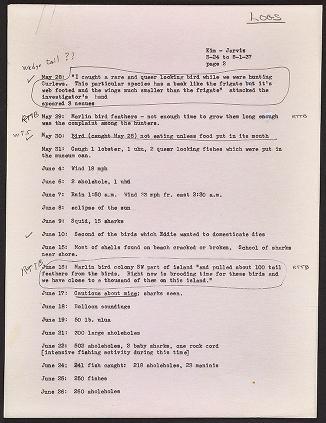 LOGS
Kim - Jarvis
5-24 to 8-1-37
page 2
wedge tail ??
✓ May 28: "I caught a rare and queer looking bird while we were hunting
Curlews. This particular species has a beak like the frigate but it's
web footed and the wings much smaller than the frigate" attacked the
investigator's hand
speared 3 nenues
RTTB May 29: Marlin bird feathers - not enough time to grow them long enough RTTB
was the complaint among the hunters.
May 30: Bird (caught May 28) not eating unless food put in its mouth
May 31: Caugh 1 lobster, 1 uhu, 2 queer looking fishes which were put in
the museum can.
June 4: Wind 18 mph
June 6: 2 aholehole, 1 uhu
June 7: Rain 1:50 a.m. Wind 23 mph fr. east 2:30 a.m.
June 8: eclipse of the sun
June 9: Squid, 15 sharks
✓ June 10: Second of the birds which Eddie wanted to domesticate dies
June 15: Most of shells found on beach cracked or broken. School of sharks
near shore.
RTTB June 16: Marlin bird colony SW part of island "and pulled about 100 tail RTTB
feathers from the birds. Right now is brooding time for these birds and
we have close to a thousand of them on this island."
June 17: Cautious about mice; sharks seen.
June 18: Balloon soundings
June 19: 50 lb. ulua
June 21: 300 large aholeholes
June 22: 502 aholeholes, 2 baby sharks, one rock cord
[intensive fishing activity during this time]
June 24: 241 fish caught: 218 aholeholes, 23 maninis
June 25: 250 fishes
June 26: 260 aholeholes